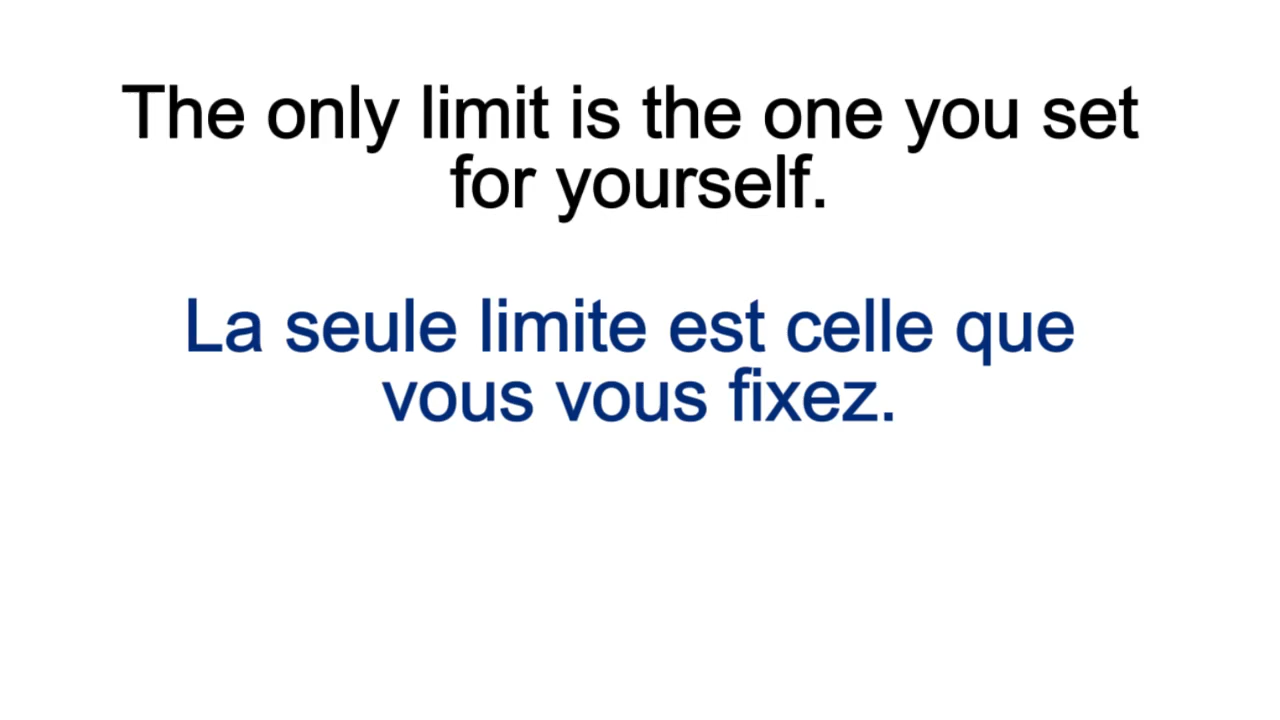 The only limit is the one you set
for yourself.
La seule limite est celle que
vous vous fixez.